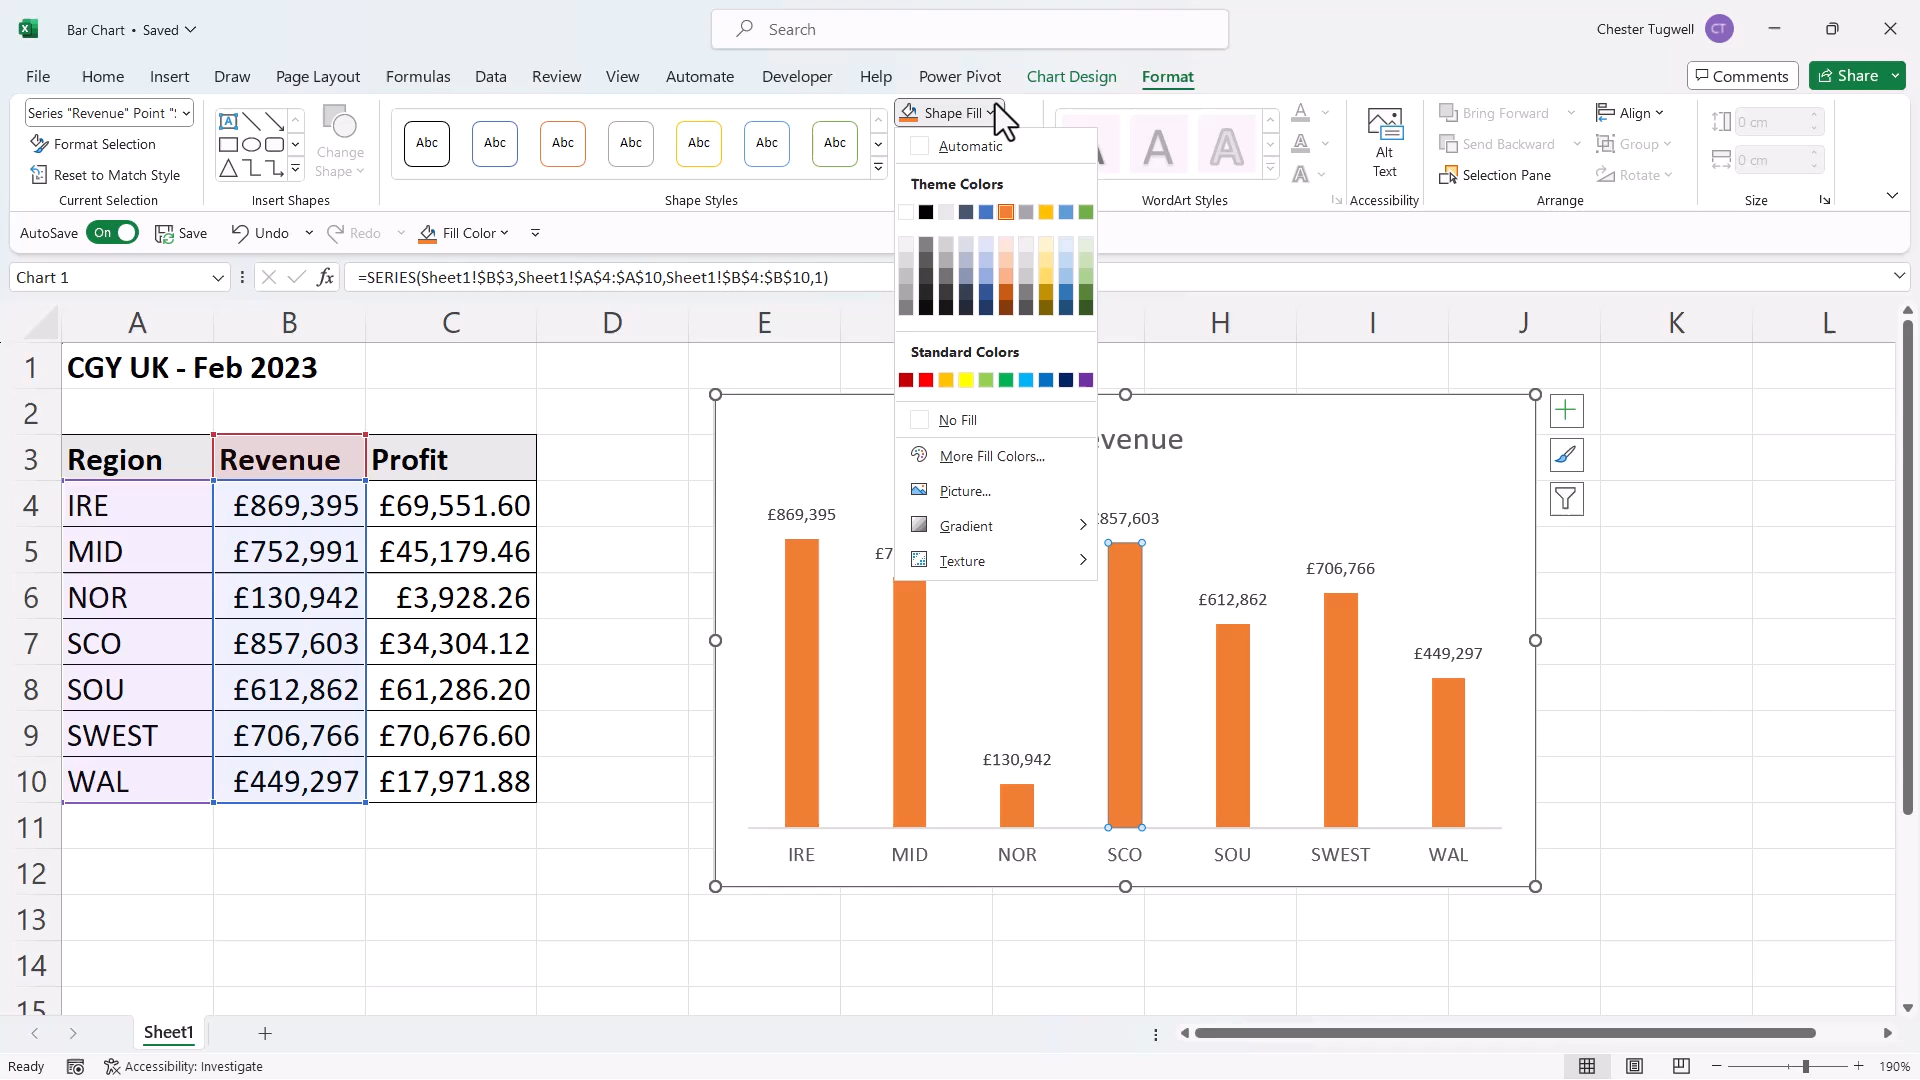 Bar Chart • Saved
Search
Chester Tugwell
CT
File
Home
Insert
Draw
Page Layout
Formulas
Data
Review
View
Automate
Developer
Help
Power Pivot
Chart Design
Format
Comments
Share
Series "Revenue" Point "
Format Selection
Reset to Match Style
Current Selection
Change
Shape
Insert Shapes
Abc
Abc
Abc
Abc
Abc
Abc
Abc
Shape Styles
Shape Fill
Automatic
Theme Colors
Standard Colors
No Fill
More Fill Colors...
Picture...
Gradient
Texture
A
A
A
A
A
A
WordArt Styles
Alt
Text
Accessibility
Bring Forward
Send Backward
Selection Pane
Align
Group
Rotate
Arrange
0 cm
0 cm
Size
AutoSave
On
Save
Undo
Redo
Fill Color
Chart 1
fx
=SERIES(Sheet1!$B$3,Sheet1!$A$4:$A$10,Sheet1!$B$4:$B$10,1)
A B C D E H I J K L
1 CGY UK - Feb 2023
2
3 Region Revenue Profit
4 IRE £869,395 £69,551.60
5 MID £752,991 £45,179.46
6 NOR £130,942 £3,928.26
7 SCO £857,603 £34,304.12
8 SOU £612,862 £61,286.20
9 SWEST £706,766 £70,676.60
10 WAL £449,297 £17,971.88
11
12
13
14
15
evenue
£869,395
£7
£130,942
£857,603
£612,862
£706,766
£449,297
IRE MID NOR SCO SOU SWEST WAL
Sheet1
Ready
Accessibility: Investigate
190%